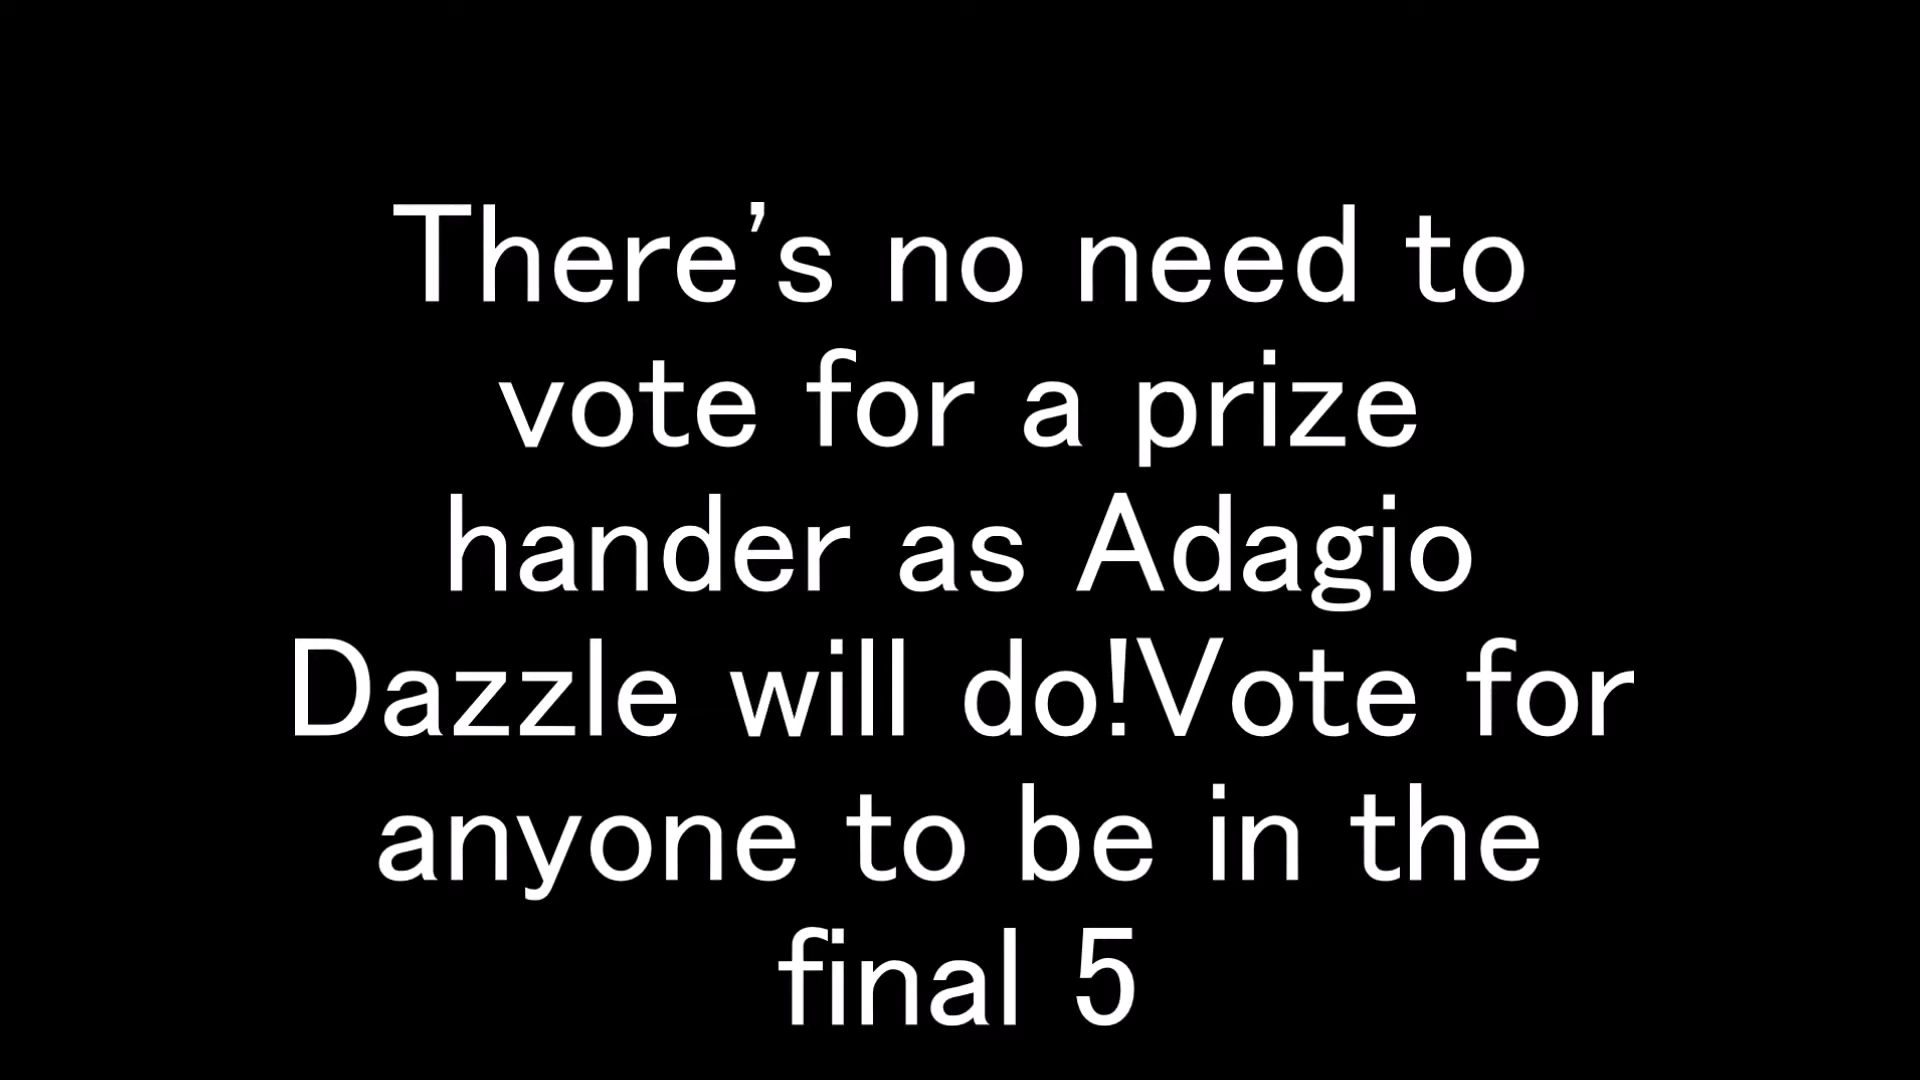 There's no need to
vote for a prize
hander as Adagio
Dazzle will do!Vote for
anyone to be in the
final 5